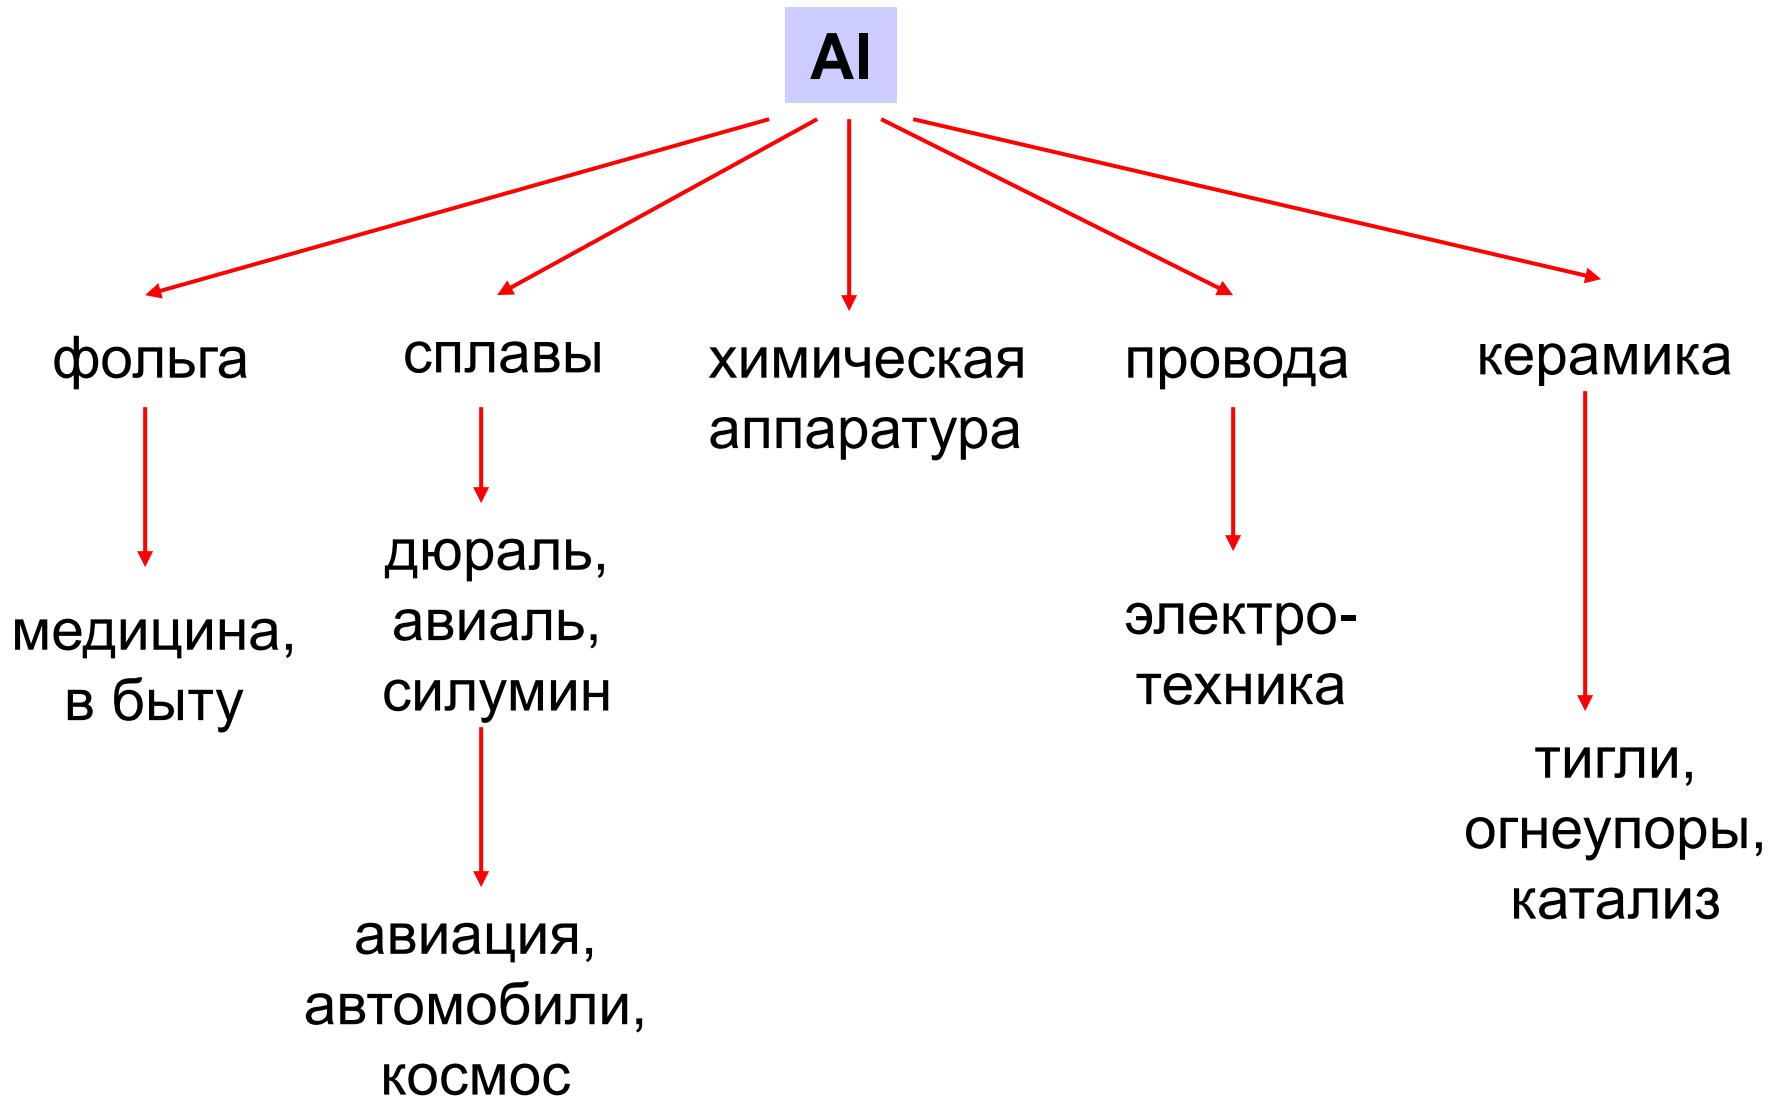 Al
фольга
медицина,
в быту
сплавы
дюраль,
авиаль,
силумин
авиация,
автомобили,
космос
химическая
аппаратура
провода
электро-
техника
керамика
тигли,
огнеупоры,
катализ